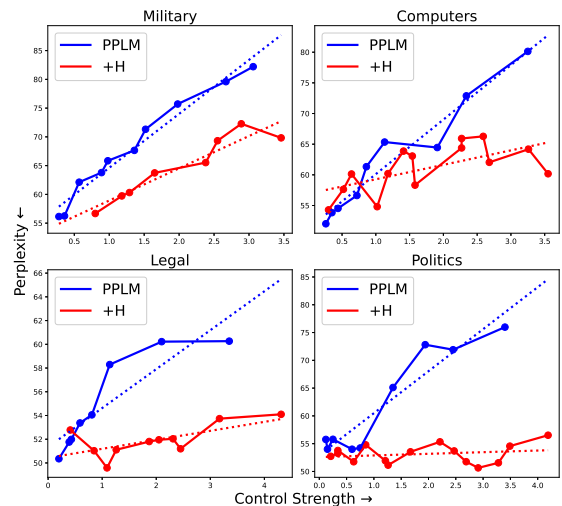 Military
Computers
85
80
75
70
65
60
55
PPLM
+H
0.5 1.0 1.5 2.0 2.5 3.0 3.5
80
75
70
65
60
55
PPLM
+H
0.5 1.0 1.5 2.0 2.5 3.0 3.5
Perplexity ←
Legal
Politics
66
64
62
60
58
56
54
52
50
PPLM
+H
0 1 2 3 4
85
80
75
70
65
60
55
50
PPLM
+H
0.0 0.5 1.0 1.5 2.0 2.5 3.0 3.5 4.0
Control Strength →